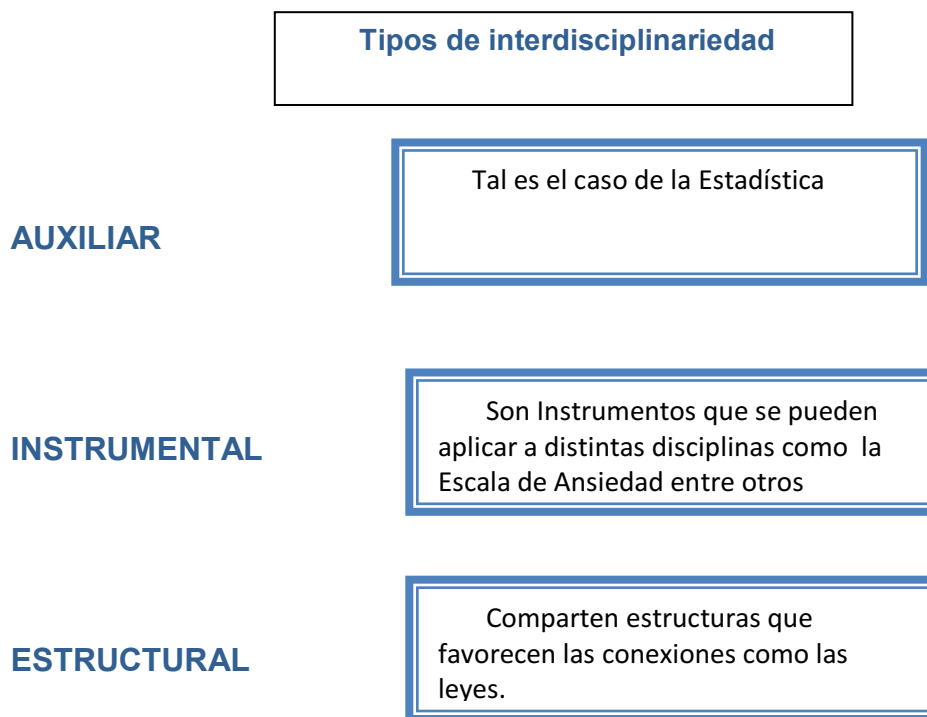 Tipos de interdisciplinariedad
Tal es el caso de la Estadística
AUXILIAR
Son Instrumentos que se pueden
aplicar a distintas disciplinas como  la
Escala de Ansiedad entre otros
INSTRUMENTAL
Comparten estructuras que
favorecen las conexiones como las
leyes.
ESTRUCTURAL